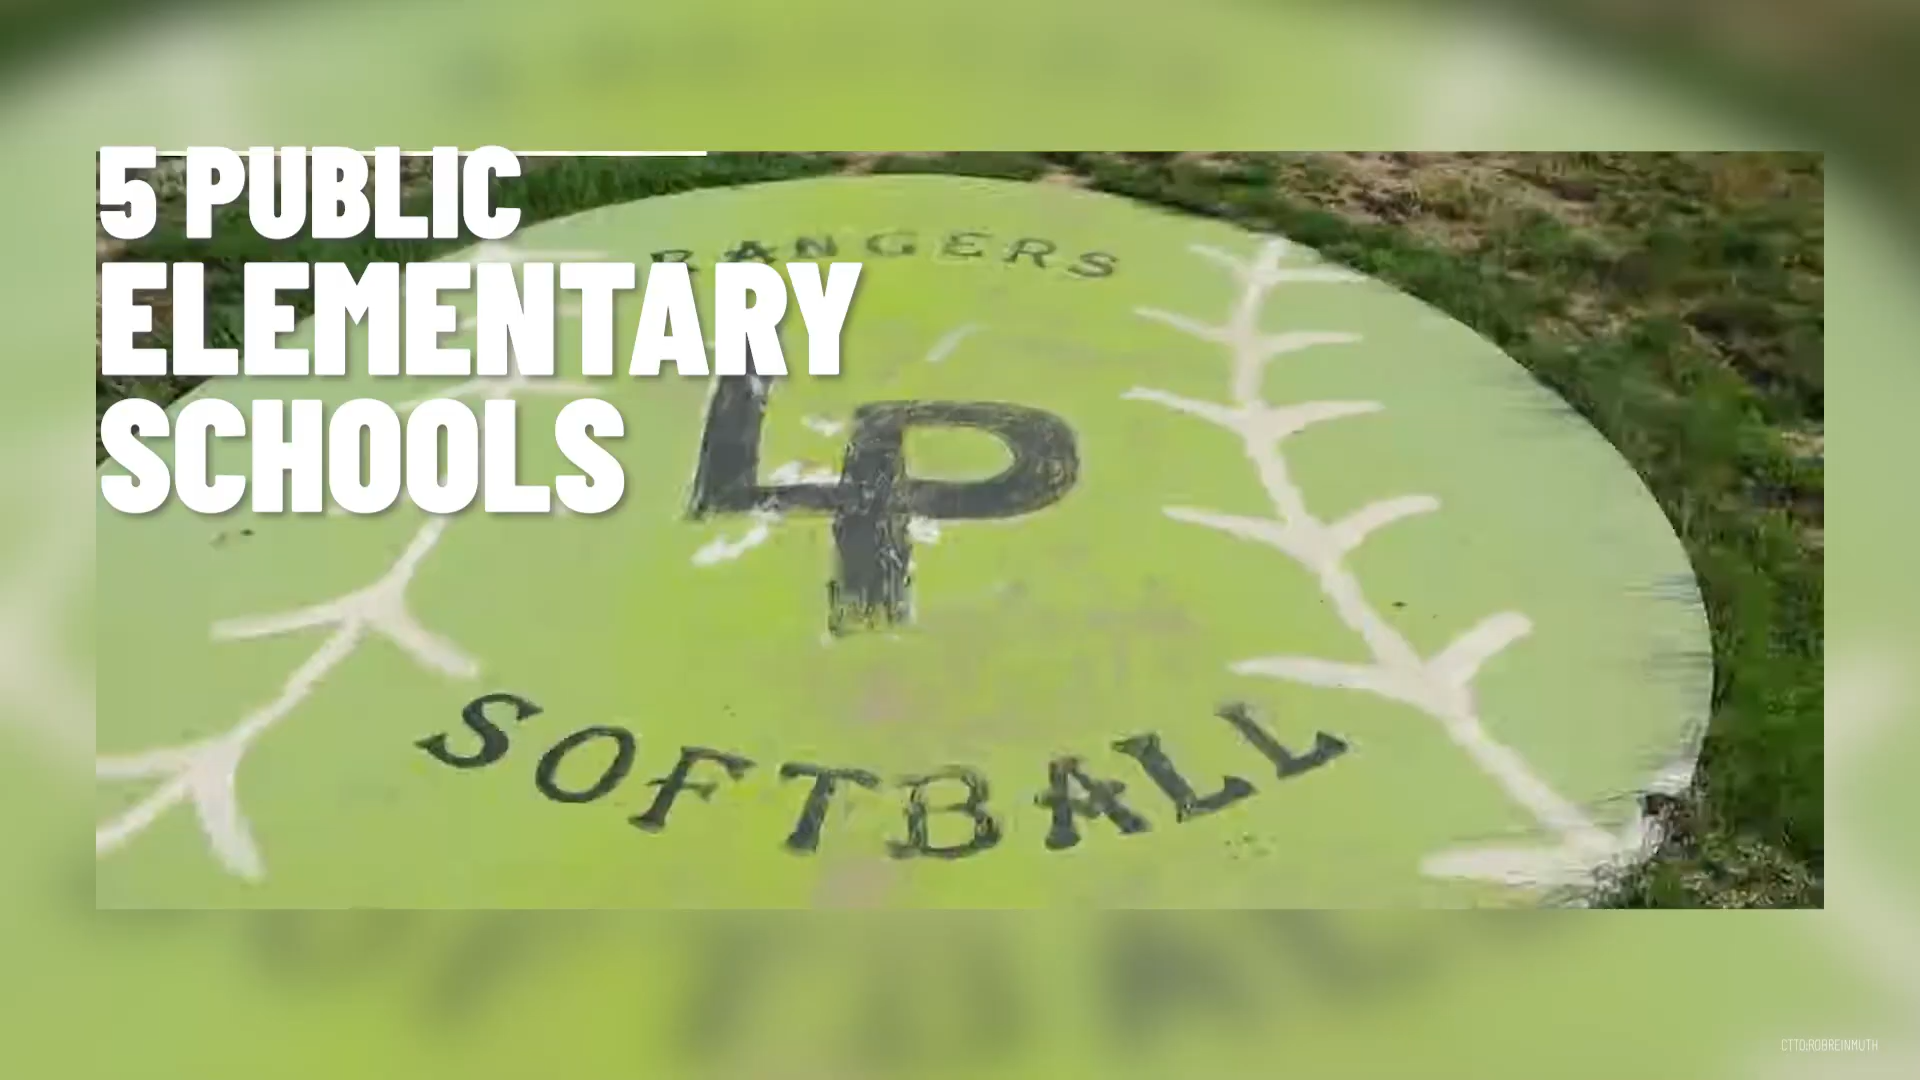 5 PUBLIC
ELEMENTARY
SCHOOLS
RANGERS
LP
SOFTBALL
CTTO:ROBREINMUTH